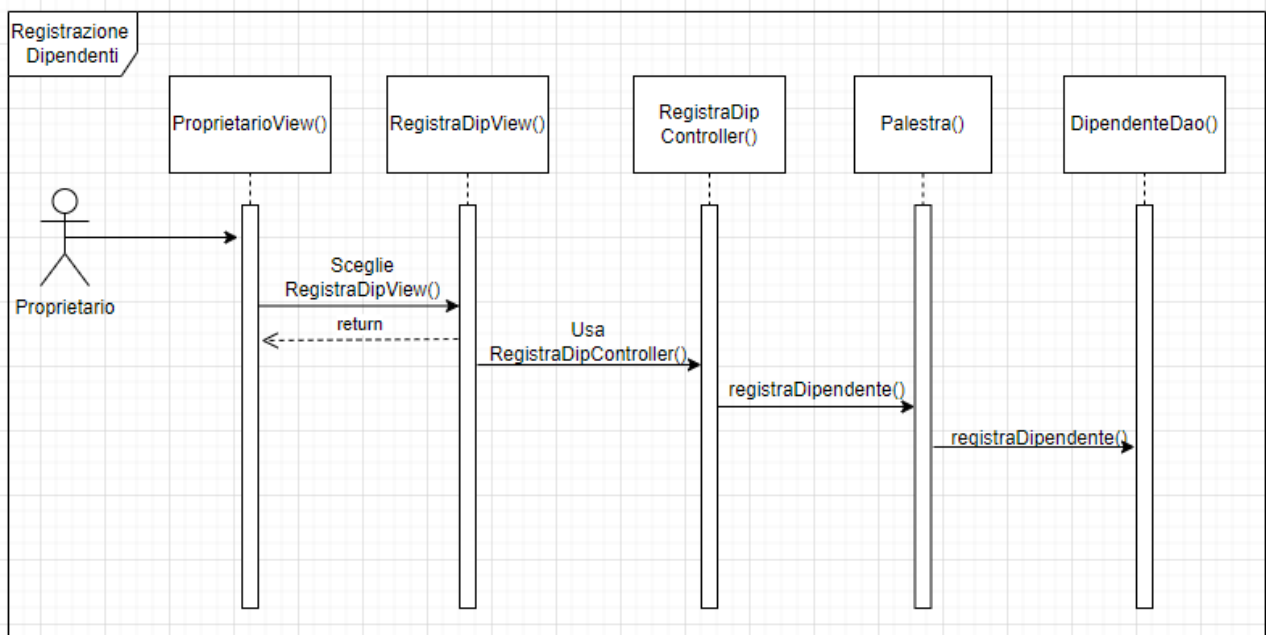 Registrazione
Dipendenti
ProprietarioView()
RegistraDipView()
RegistraDip
Controller()
Palestra()
DipendenteDao()
Proprietario
Sceglie
RegistraDipView()
return
Usa
RegistraDipController()
registraDipendente()
registraDipendente()